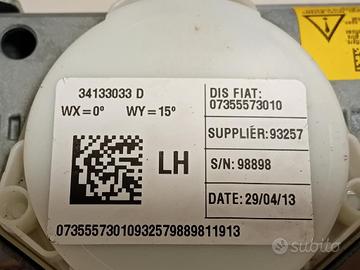 34133033 D
WX=0° WY=15°
LH
DIS FIAT:
07355573010
SUPPLIER:93257
S/N: 98898
DATE: 29/04/13
07355573010932579889811913
subito